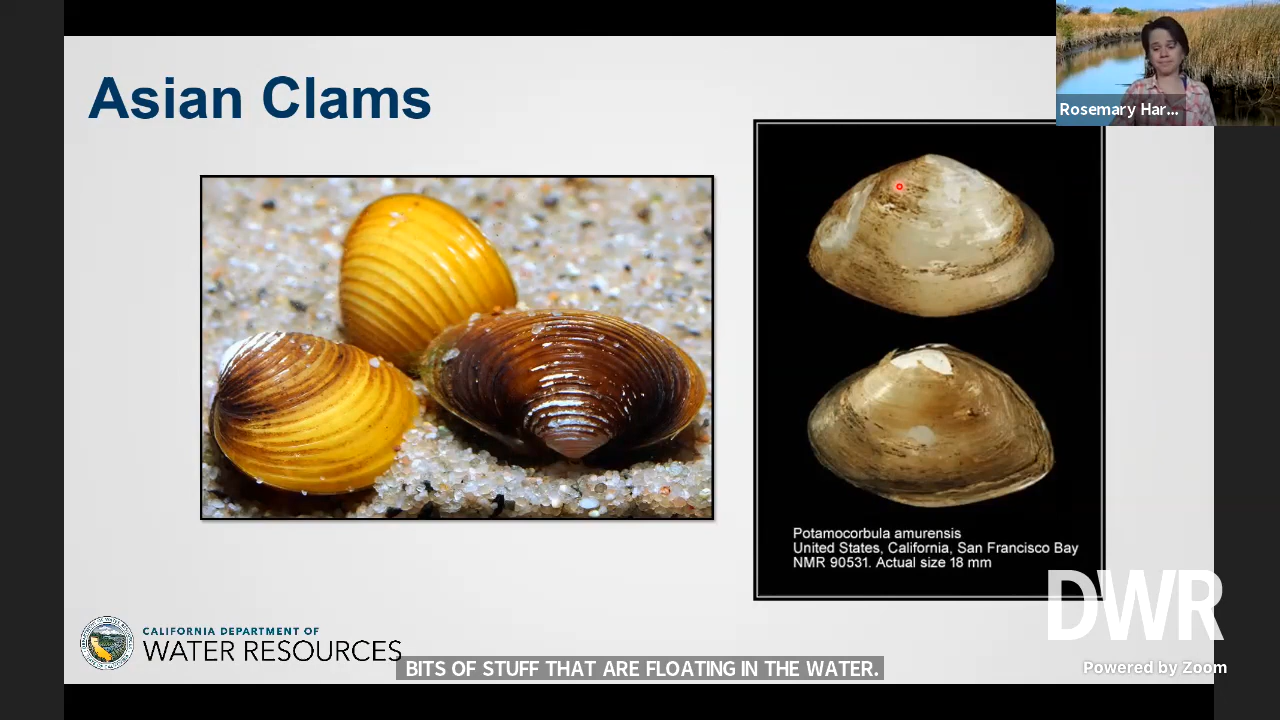 Asian Clams
Rosemary Har...
Potamocorbula amurensis
United States, California, San Francisco Bay
NMR 90531. Actual size 18 mm
DWR
CALIFORNIA DEPARTMENT OF
WATER RESOURCES
BITS OF STUFF THAT ARE FLOATING IN THE WATER.
Powered by Zoom